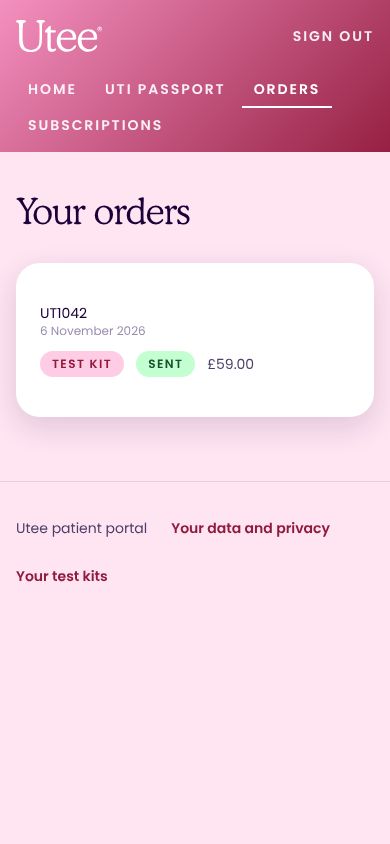 Utee®
SIGN OUT
HOME UTI PASSPORT ORDERS
SUBSCRIPTIONS
Your orders
UT1042
6 November 2026
TEST KIT SENT £59.00
Utee patient portal Your data and privacy
Your test kits